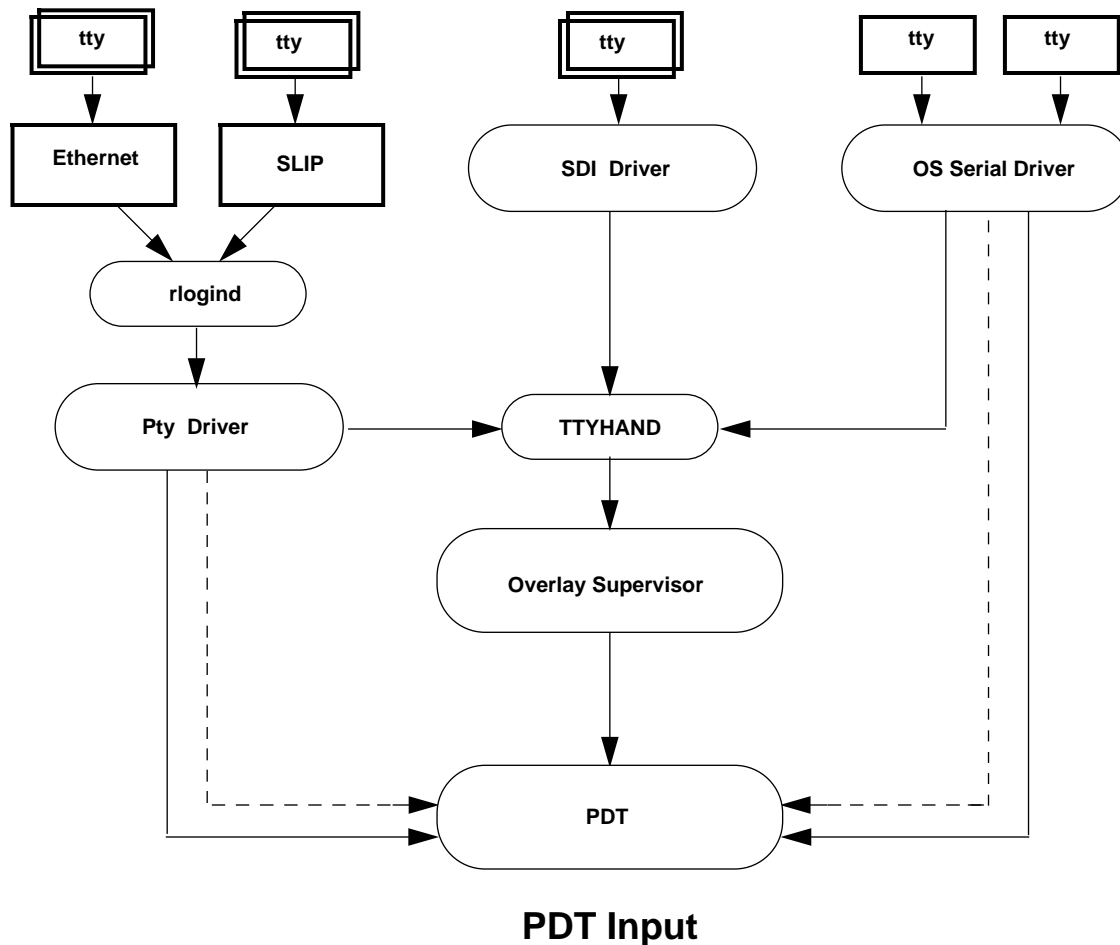 tty
tty
tty
tty
tty
Ethernet
SLIP
SDI Driver
OS Serial Driver
rlogind
Pty Driver
TTYHAND
Overlay Supervisor
PDT
PDT Input